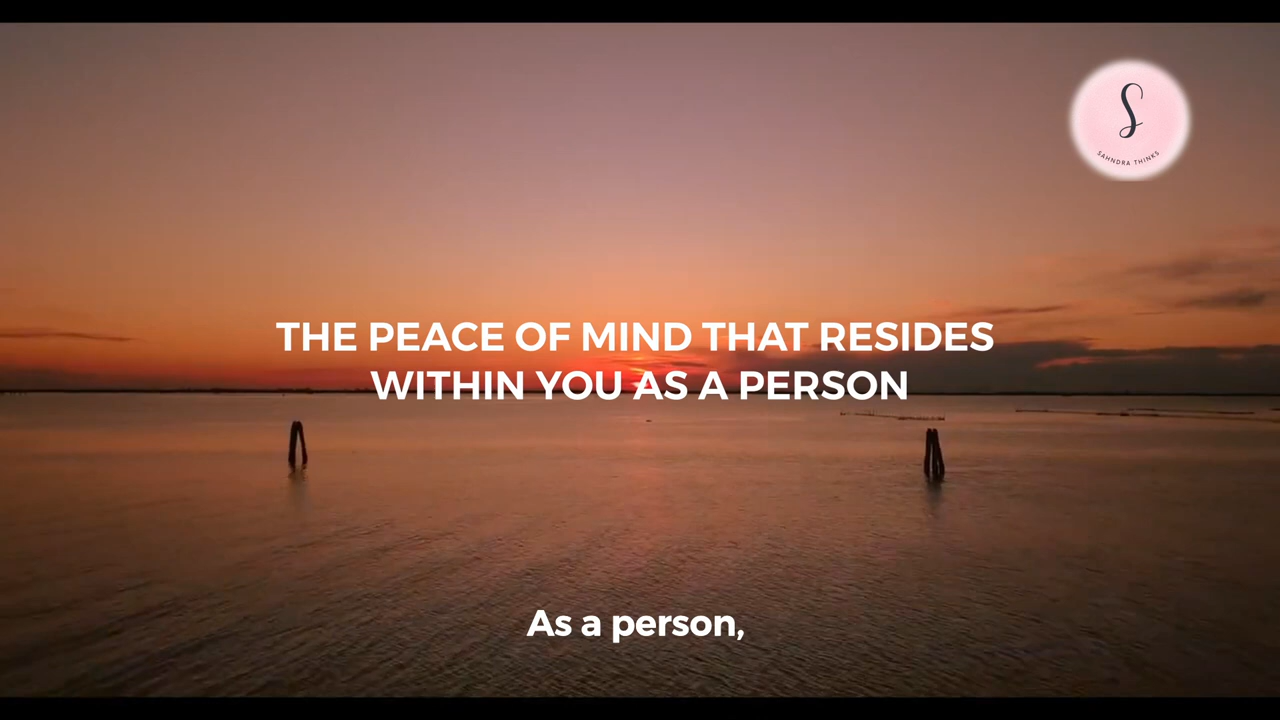 S
SAHNDRA THINKS
THE PEACE OF MIND THAT RESIDES
WITHIN YOU AS A PERSON
As a person,